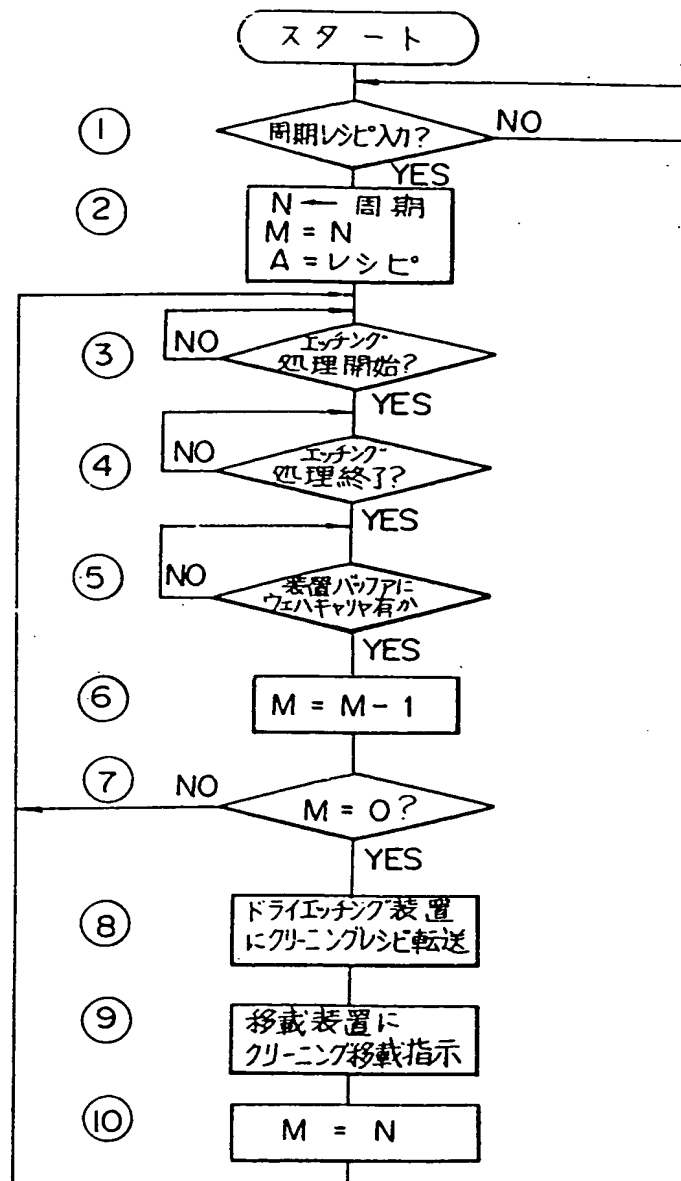 スタート
① 周期レシピ入力? NO
YES
② N ← 周期
M = N
A = レシピ
③ NO エッチング
処理開始?
YES
④ NO エッチング
処理終了?
YES
⑤ NO 装置バッファに
ウェハキャリヤ有か
YES
⑥ M = M - 1
⑦ NO M = 0?
YES
⑧ ドライエッチング装置
にクリーニングレシピ転送
⑨ 移載装置に
クリーニング移載指示
⑩ M = N